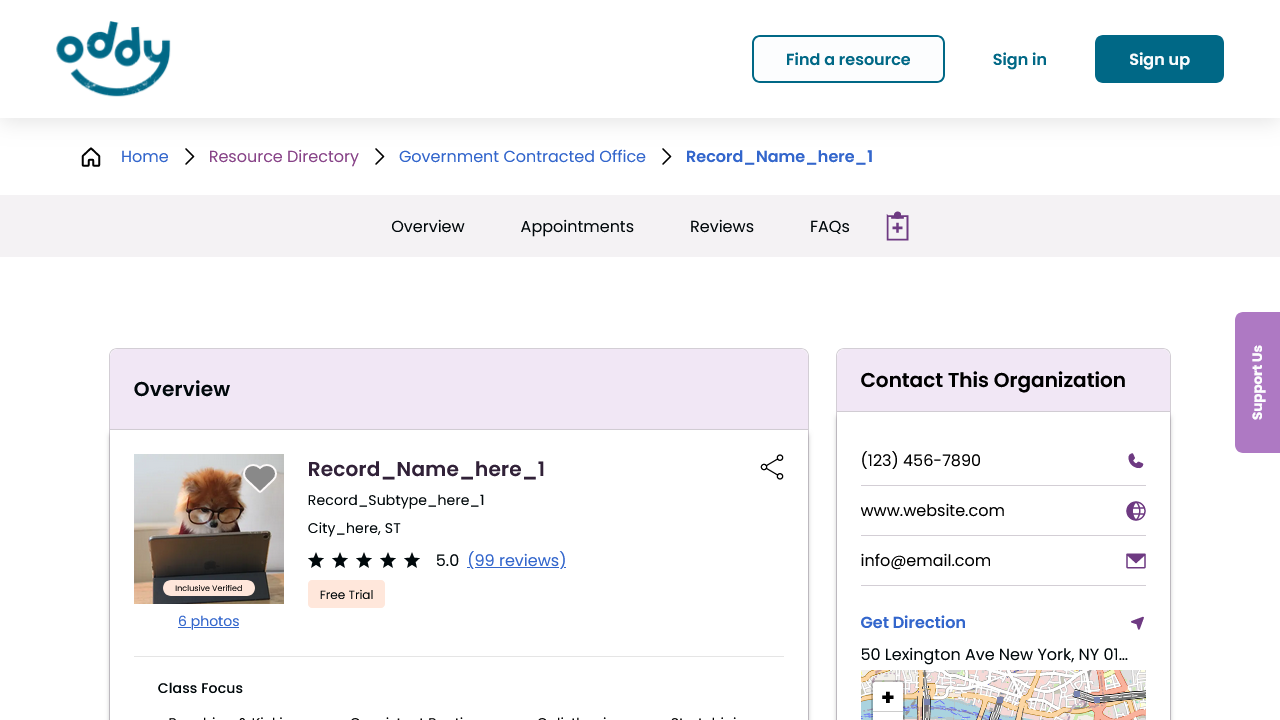 oddy
Find a resource
Sign in
Sign up
Home
Resource Directory
Government Contracted Office
Record_Name_here_1
Overview
Appointments
Reviews
FAQs
Support Us
Overview
Record_Name_here_1
Record_Subtype_here_1
City_here, ST
5.0 (99 reviews)
Free Trial
Inclusive Verified
6 photos
Class Focus
Contact This Organization
(123) 456-7890
www.website.com
info@email.com
Get Direction
50 Lexington Ave New York, NY 01...
+